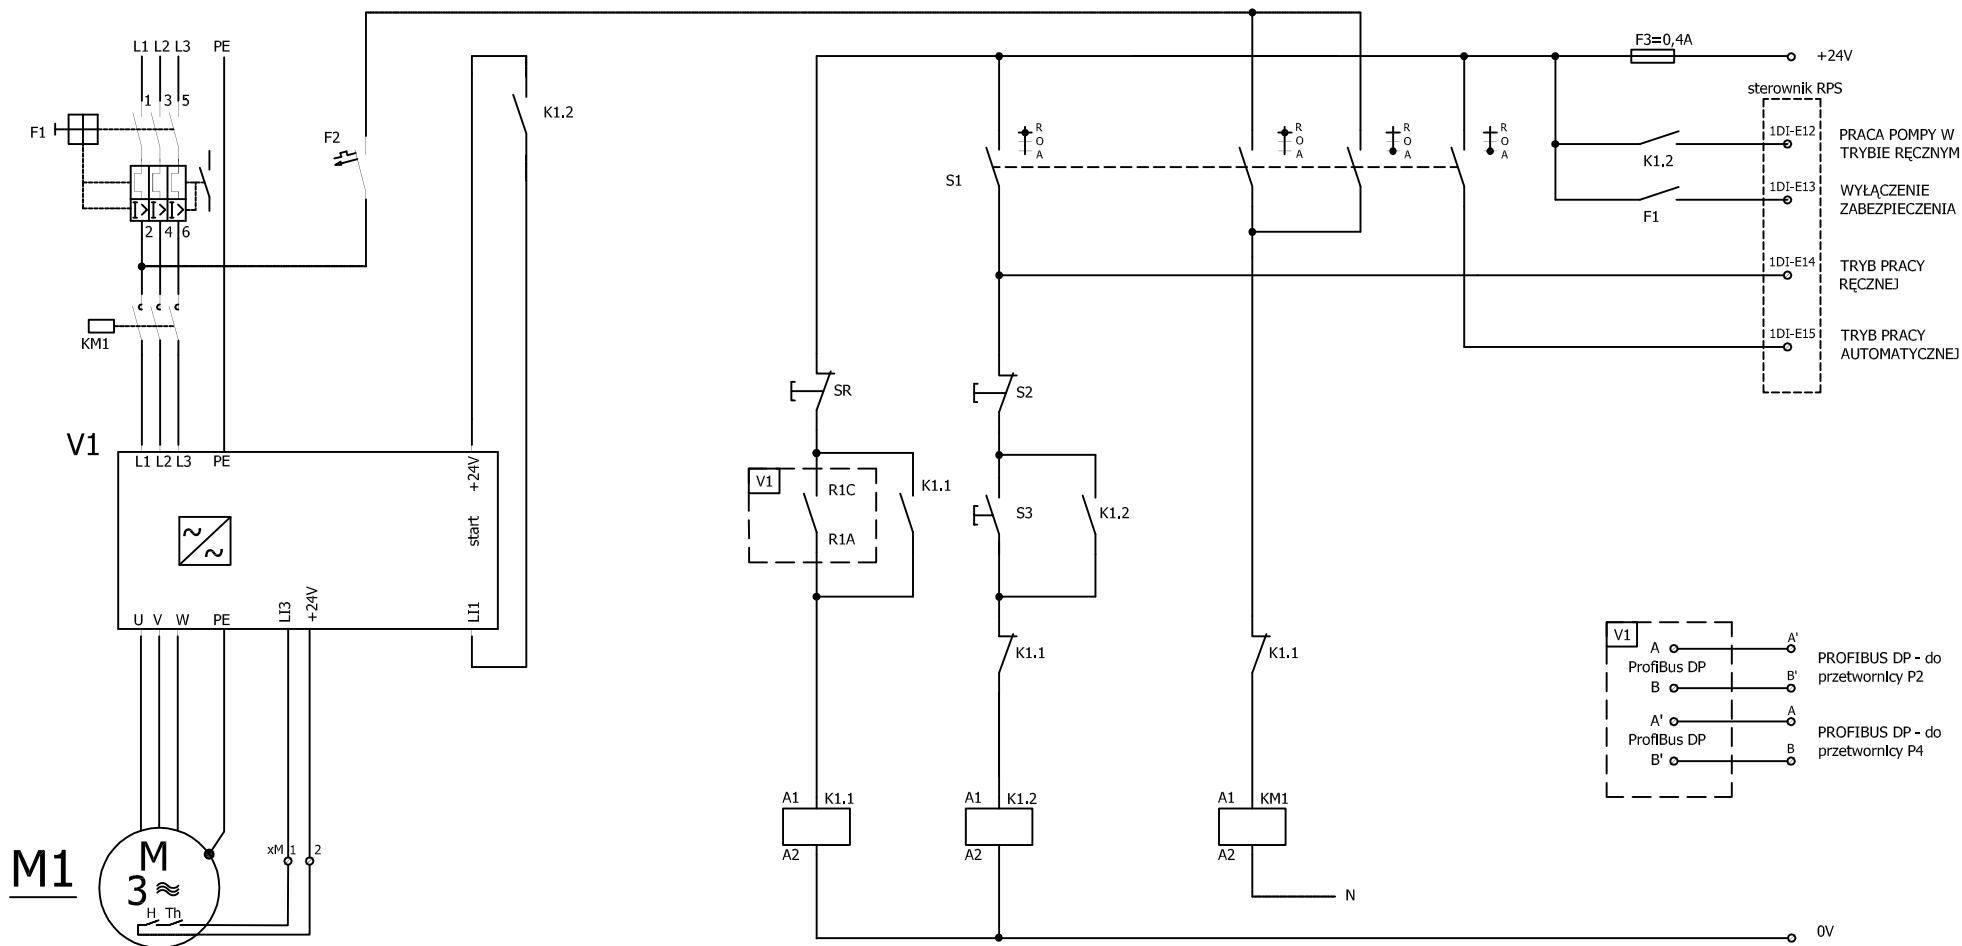 L1 L2 L3 PE
F1
1 3 5
I> I> I>
2 4 6
KM1
F2
K1.2
V1
L1 L2 L3 PE
+24V
start
LI1
~
~
U V W PE
LI3
+24V
M1
M
3
H Th
xM 1 2
F3=0,4A
+24V
sterownik RPS
R
O
A
R
O
A
R
O
A
R
O
A
S1
K1.2
1DI-E12
PRACA POMPY W
TRYBIE RĘCZNYM
F1
1DI-E13
WYŁĄCZENIE
ZABEZPIECZENIA
1DI-E14
TRYB PRACY
RĘCZNEJ
1DI-E15
TRYB PRACY
AUTOMATYCZNEJ
SR
S2
V1
R1C
R1A
K1.1
S3
K1.2
K1.1
K1.1
A1 K1.1
A2
A1 K1.2
A2
A1 KM1
A2
N
0V
V1
A
ProfiBus DP
B
A'
ProfiBus DP
B'
A'
B'
PROFIBUS DP - do
przetwornicy P2
A
B
PROFIBUS DP - do
przetwornicy P4